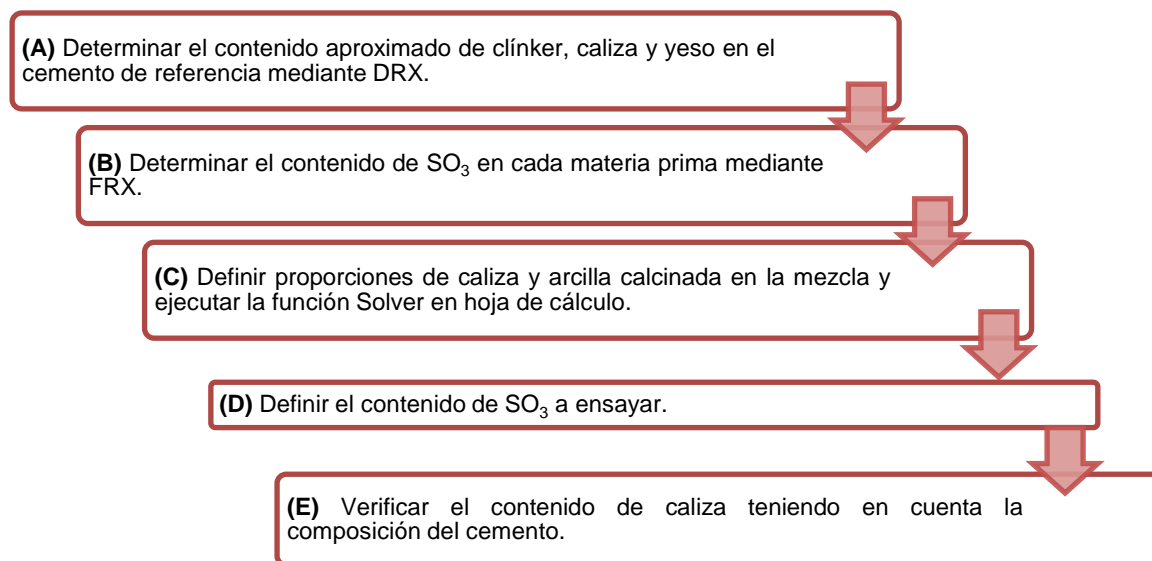 (A) Determinar el contenido aproximado de clínker, caliza y yeso en el
cemento de referencia mediante DRX.
(B) Determinar el contenido de SO₃ en cada materia prima mediante
FRX.
(C) Definir proporciones de caliza y arcilla calcinada en la mezcla y
ejecutar la función Solver en hoja de cálculo.
(D) Definir el contenido de SO₃ a ensayar.
(E) Verificar el contenido de caliza teniendo en cuenta la
composición del cemento.